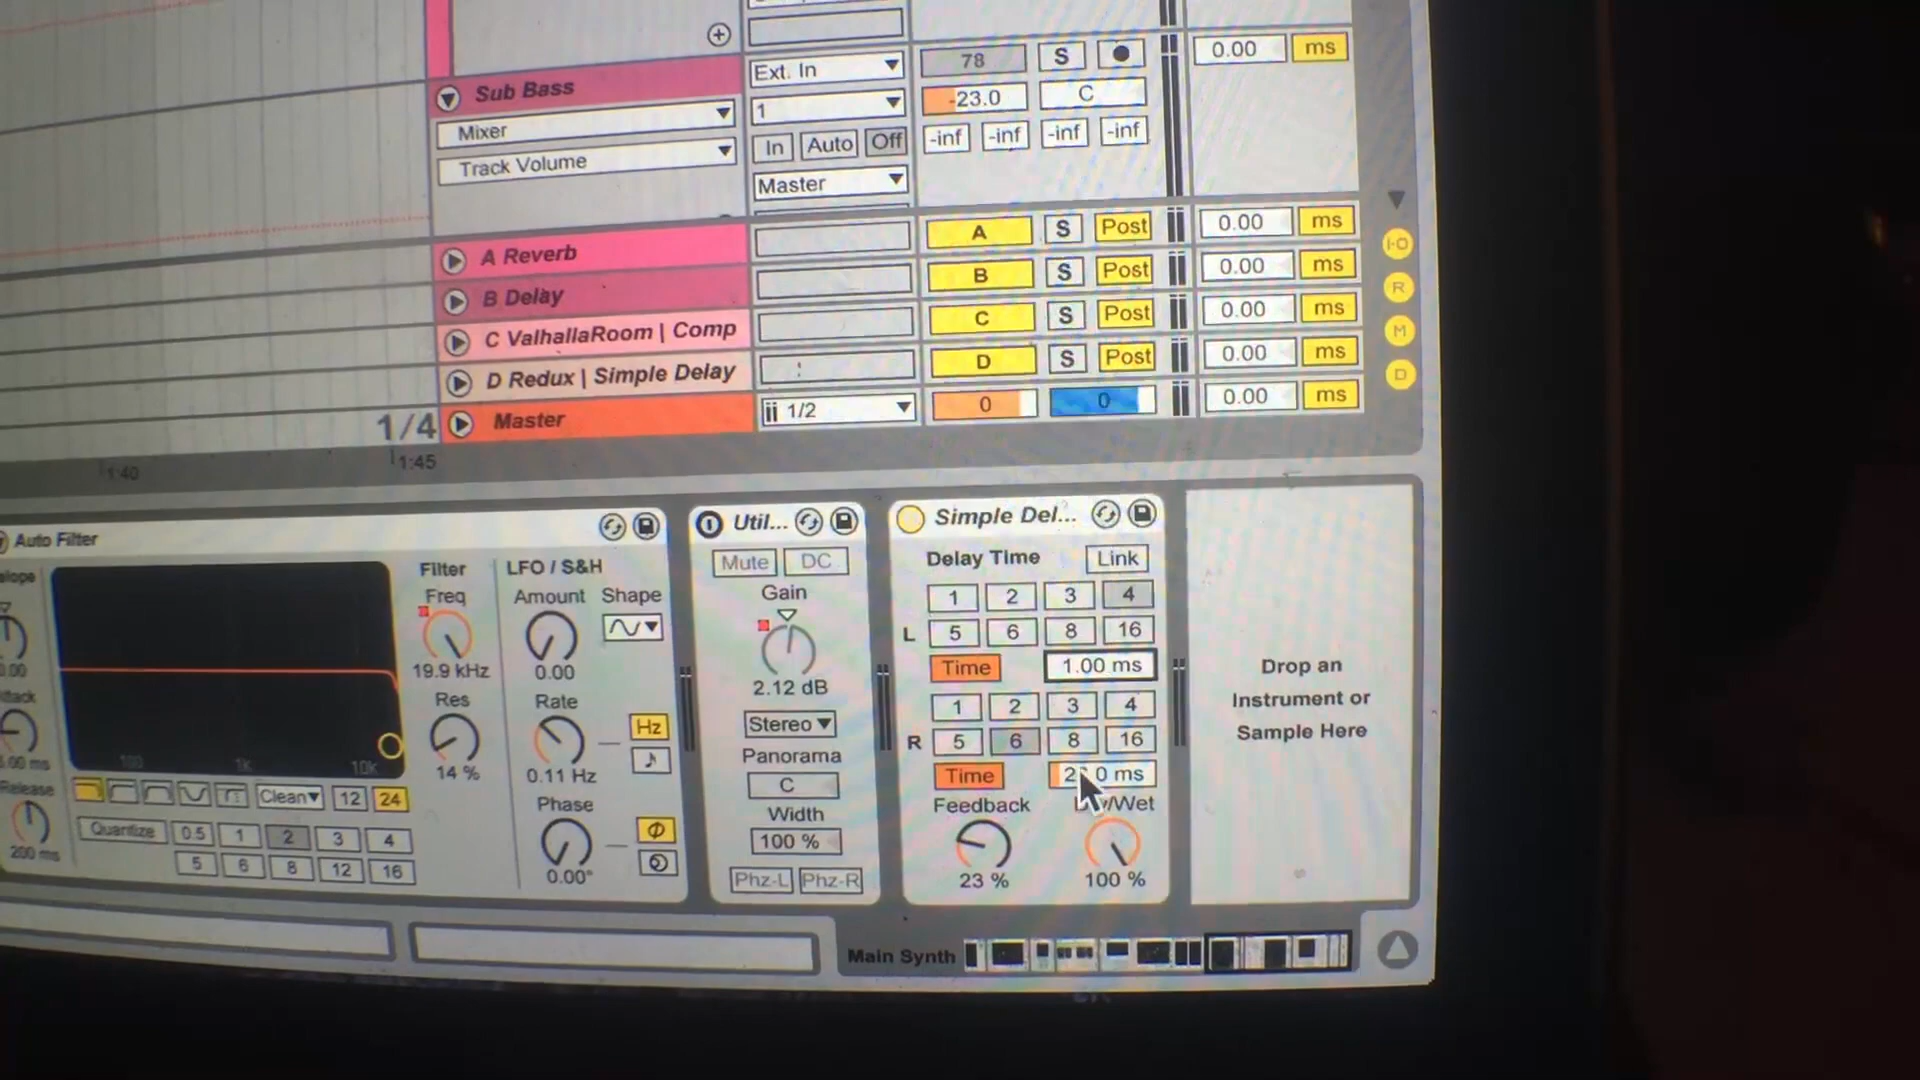 Ext. In
78
S
0.00
ms
Sub Bass
Mixer
1
-23.0
C
Track Volume
In
Auto
Off
-inf
-inf
-inf
-inf
Master
A Reverb
A
S
Post
0.00
ms
I-O
B Delay
B
S
Post
0.00
ms
R
C ValhallaRoom | Comp
C
S
Post
0.00
ms
M
D Redux | Simple Delay
D
S
Post
0.00
ms
D
1/4
Master
1/2
0
0
0.00
ms
1:40
1:45
Auto Filter
Filter
Freq
19.9 kHz
Res
14 %
LFO / S&H
Amount
Shape
0.00
Rate
0.11 Hz
Hz
Phase
0.00°
Release
200 ms
100
1k
10k
Clean
12
24
Quantize
0.5
1
2
3
4
5
6
8
12
16
Util...
Mute
DC
Gain
2.12 dB
Stereo
Panorama
C
Width
100 %
Phz-L
Phz-R
Simple Del...
Delay Time
Link
1
2
3
4
L
5
6
8
16
Time
1.00 ms
1
2
3
4
R
5
6
8
16
Time
0 ms
Feedback
23 %
/Wet
100 %
Drop an
Instrument or
Sample Here
Main Synth